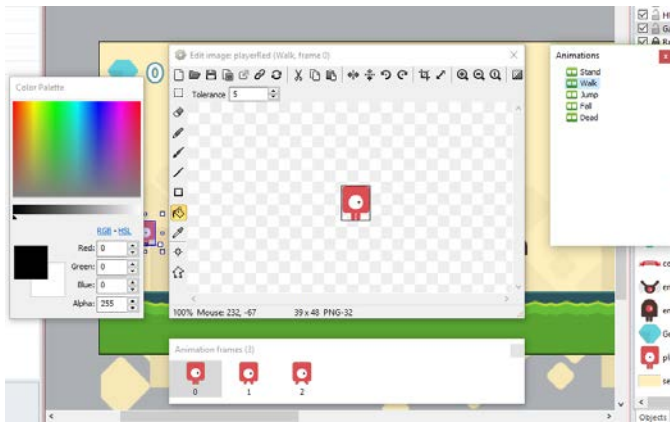 Edit image: playerRed (Walk, frame 0)
Tolerance 5
Color Palette
RGB - HSL
Red: 0
Green: 0
Blue: 0
Alpha: 255
0
100% Mouse: 232, -67 39 x 48 PNG-32
Animation frames (3)
0 1 2
Animations
Stand
Walk
Jump
Fall
Dead
Objects